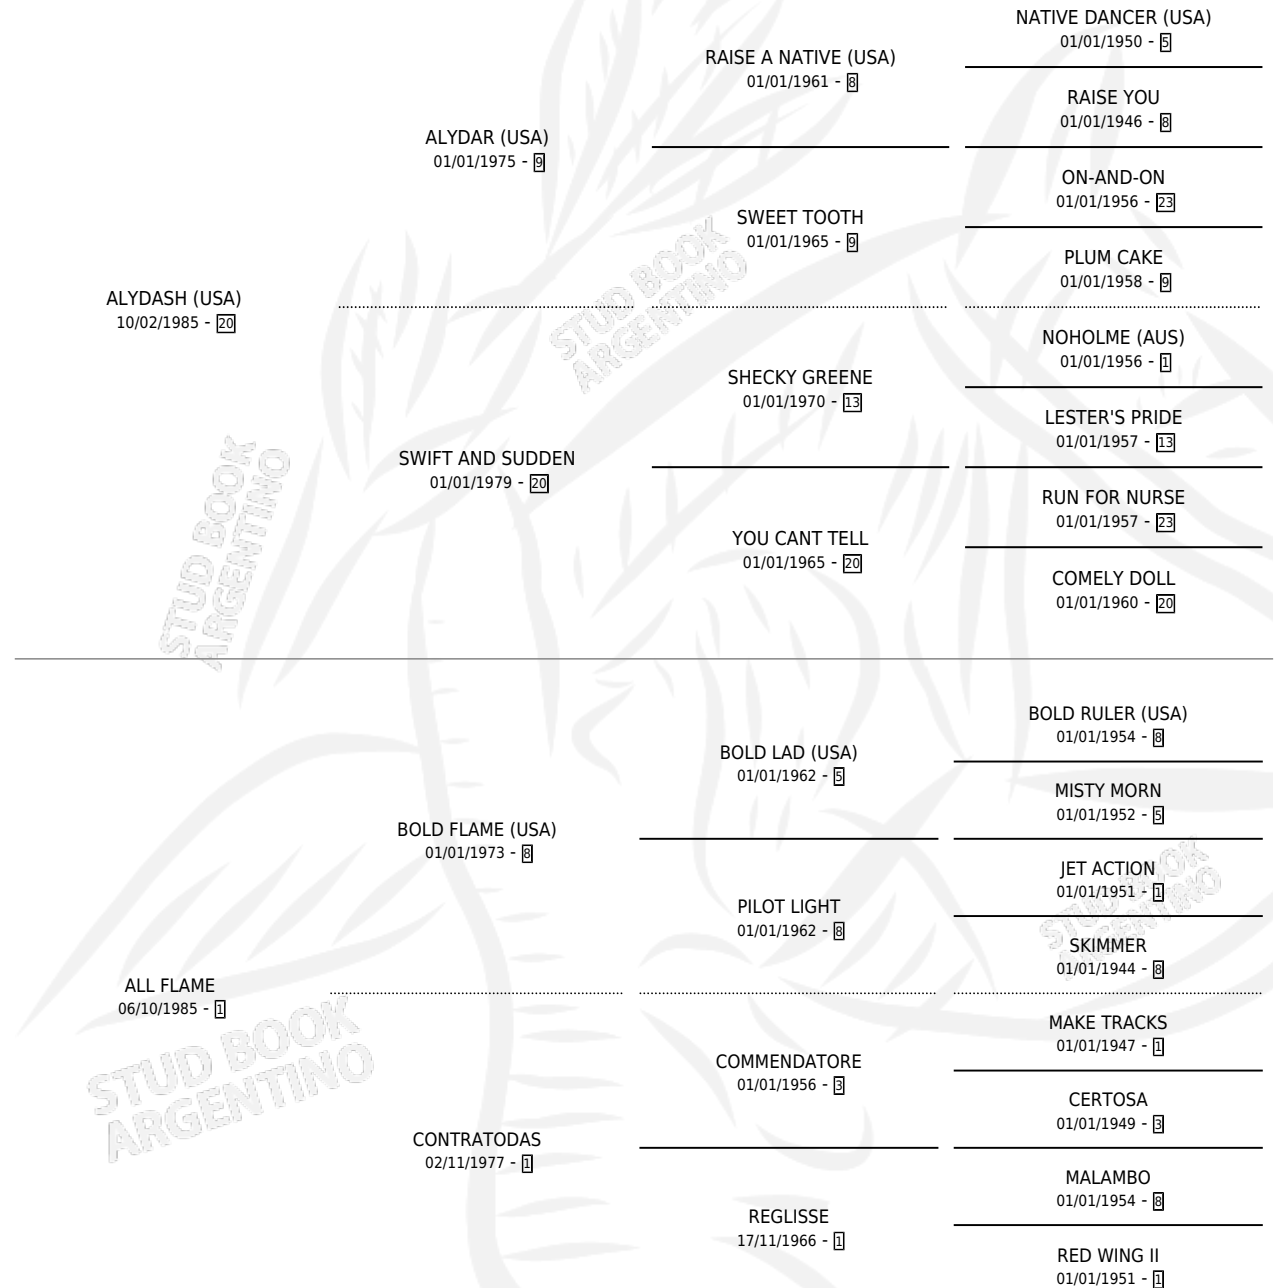 NATIVE DANCER (USA)
01/01/1950 - 5
RAISE A NATIVE (USA)
01/01/1961 - 8
RAISE YOU
01/01/1946 - 8
ALYDAR (USA)
01/01/1975 - 9
ON-AND-ON
01/01/1956 - 23
SWEET TOOTH
01/01/1965 - 9
PLUM CAKE
01/01/1958 - 9
ALYDASH (USA)
10/02/1985 - 20
NOHOLME (AUS)
01/01/1956 - 1
SHECKY GREENE
01/01/1970 - 13
LESTER'S PRIDE
01/01/1957 - 13
SWIFT AND SUDDEN
01/01/1979 - 20
RUN FOR NURSE
01/01/1957 - 23
YOU CANT TELL
01/01/1965 - 20
COMELY DOLL
01/01/1960 - 20
STUD BOOK
ARGENTINO
STUD BOOK
ARGENTINO
BOLD RULER (USA)
01/01/1954 - 8
BOLD LAD (USA)
01/01/1962 - 5
MISTY MORN
01/01/1952 - 5
BOLD FLAME (USA)
01/01/1973 - 8
JET ACTION
01/01/1951 - 1
PILOT LIGHT
01/01/1962 - 8
SKIMMER
01/01/1944 - 8
STUD BOOK
ARGENTINO
ALL FLAME
06/10/1985 - 1
MAKE TRACKS
01/01/1947 - 1
COMMENDATORE
01/01/1956 - 3
CERTOSA
01/01/1949 - 3
CONTRATODAS
02/11/1977 - 1
MALAMBO
01/01/1954 - 8
REGLISSE
17/11/1966 - 1
RED WING II
01/01/1951 - 1
STUD BOOK
ARGENTINO